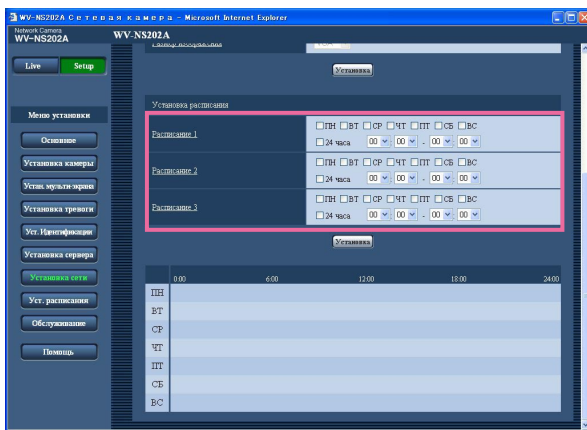 WV-NS202A Сетевая камера - Microsoft Internet Explorer
Network Camera
WV-NS202A
WV-NS202A
Live
Setup
Размер изображения
Установка
Меню установки
Основное
Установка камеры
Устан. мульти-экрана
Установка тревоги
Уст. Идентификации
Установка сервера
Установка сети
Уст. расписания
Обслуживание
Помощь
Установка расписания
Расписание 1
ПН ВТ СР ЧТ ПТ СБ ВС
24 часа 00 : 00 - 00 : 00
Расписание 2
ПН ВТ СР ЧТ ПТ СБ ВС
24 часа 00 : 00 - 00 : 00
Расписание 3
ПН ВТ СР ЧТ ПТ СБ ВС
24 часа 00 : 00 - 00 : 00
Установка
0:00 6:00 12:00 18:00 24:00
ПН
ВТ
СР
ЧТ
ПТ
СБ
ВС